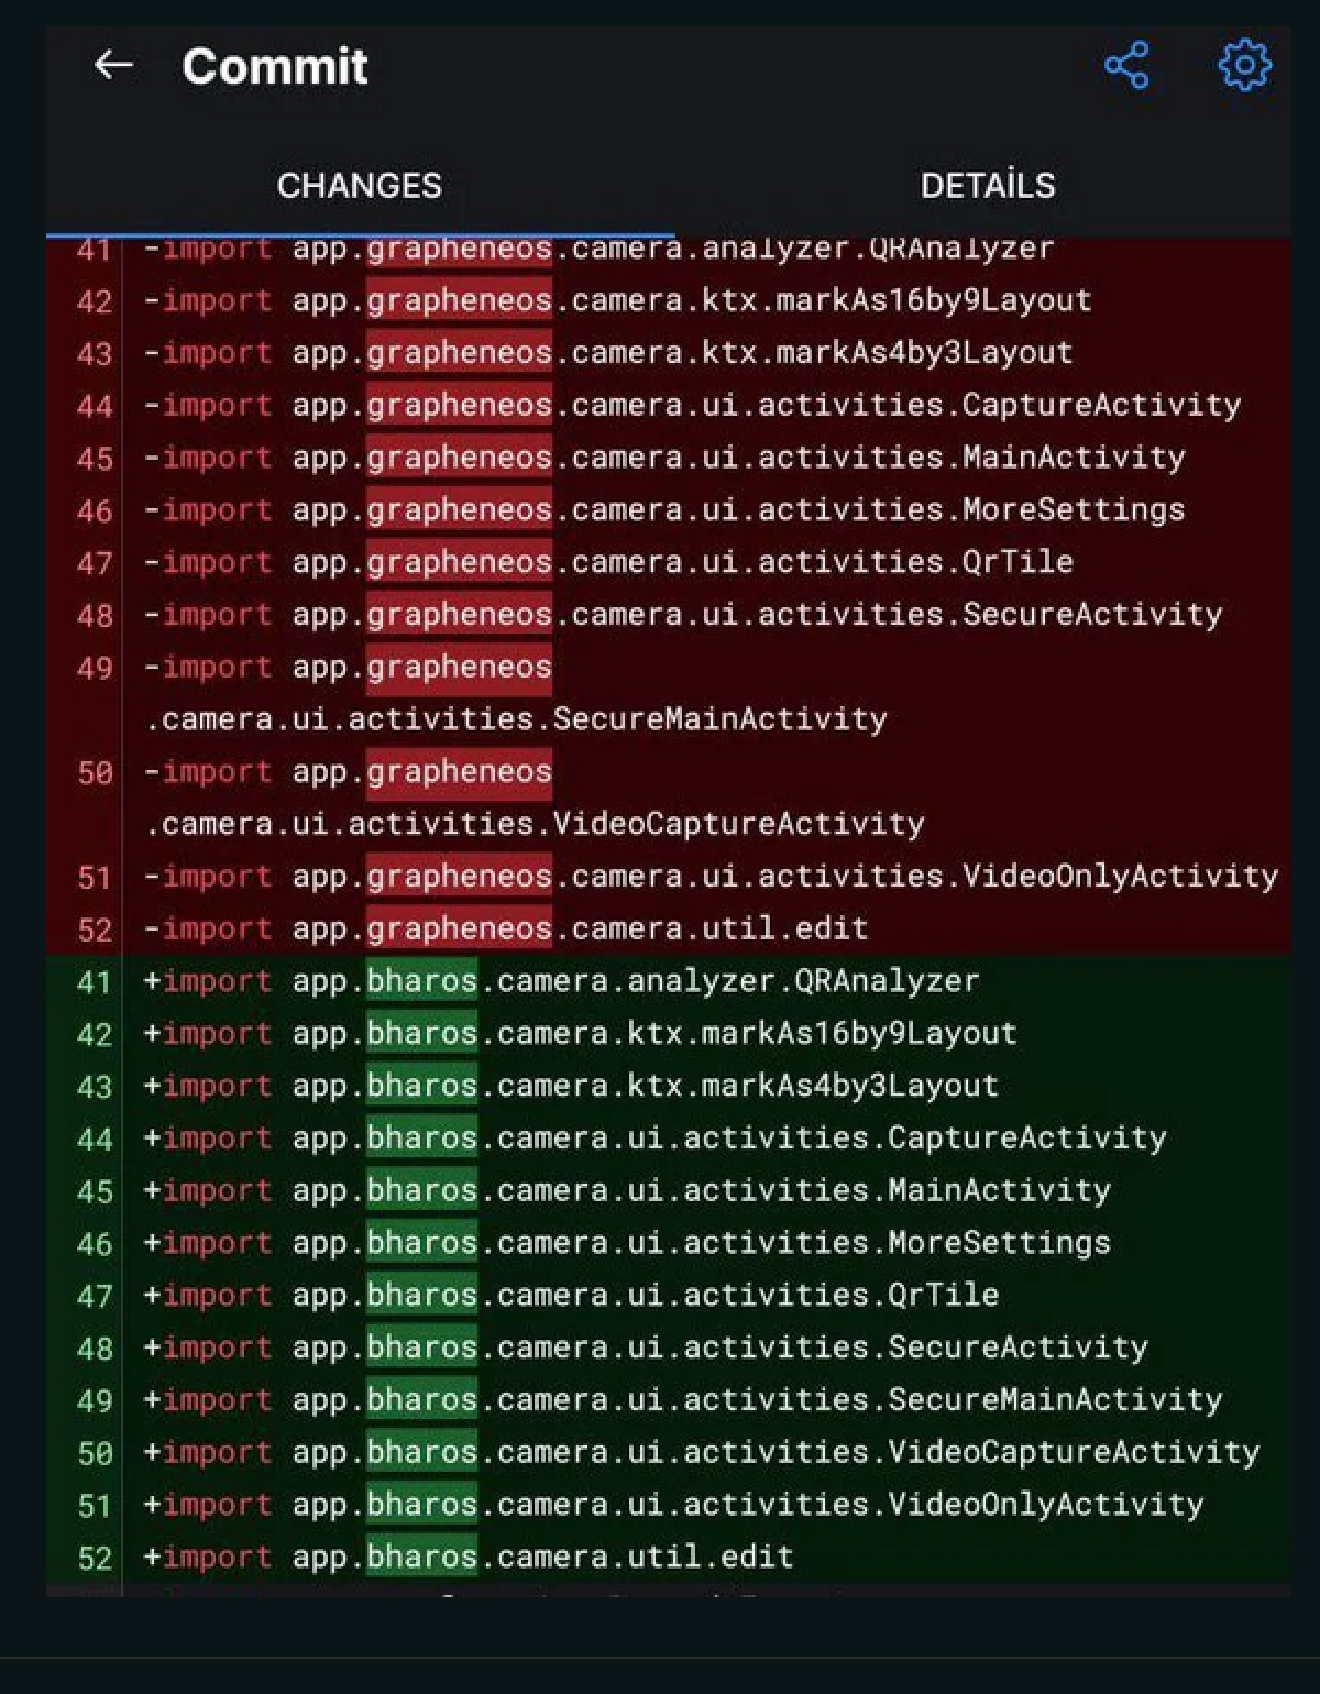 Commit
CHANGES
DETAİLS
41 -import app.grapheneos.camera.analyzer.QRAnalyzer
42 -import app.grapheneos.camera.ktx.markAs16by9Layout
43 -import app.grapheneos.camera.ktx.markAs4by3Layout
44 -import app.grapheneos.camera.ui.activities.CaptureActivity
45 -import app.grapheneos.camera.ui.activities.MainActivity
46 -import app.grapheneos.camera.ui.activities.MoreSettings
47 -import app.grapheneos.camera.ui.activities.QrTile
48 -import app.grapheneos.camera.ui.activities.SecureActivity
49 -import app.grapheneos
.camera.ui.activities.SecureMainActivity
50 -import app.grapheneos
.camera.ui.activities.VideoCaptureActivity
51 -import app.grapheneos.camera.ui.activities.VideoOnlyActivity
52 -import app.grapheneos.camera.util.edit
41 +import app.bharos.camera.analyzer.QRAnalyzer
42 +import app.bharos.camera.ktx.markAs16by9Layout
43 +import app.bharos.camera.ktx.markAs4by3Layout
44 +import app.bharos.camera.ui.activities.CaptureActivity
45 +import app.bharos.camera.ui.activities.MainActivity
46 +import app.bharos.camera.ui.activities.MoreSettings
47 +import app.bharos.camera.ui.activities.QrTile
48 +import app.bharos.camera.ui.activities.SecureActivity
49 +import app.bharos.camera.ui.activities.SecureMainActivity
50 +import app.bharos.camera.ui.activities.VideoCaptureActivity
51 +import app.bharos.camera.ui.activities.VideoOnlyActivity
52 +import app.bharos.camera.util.edit